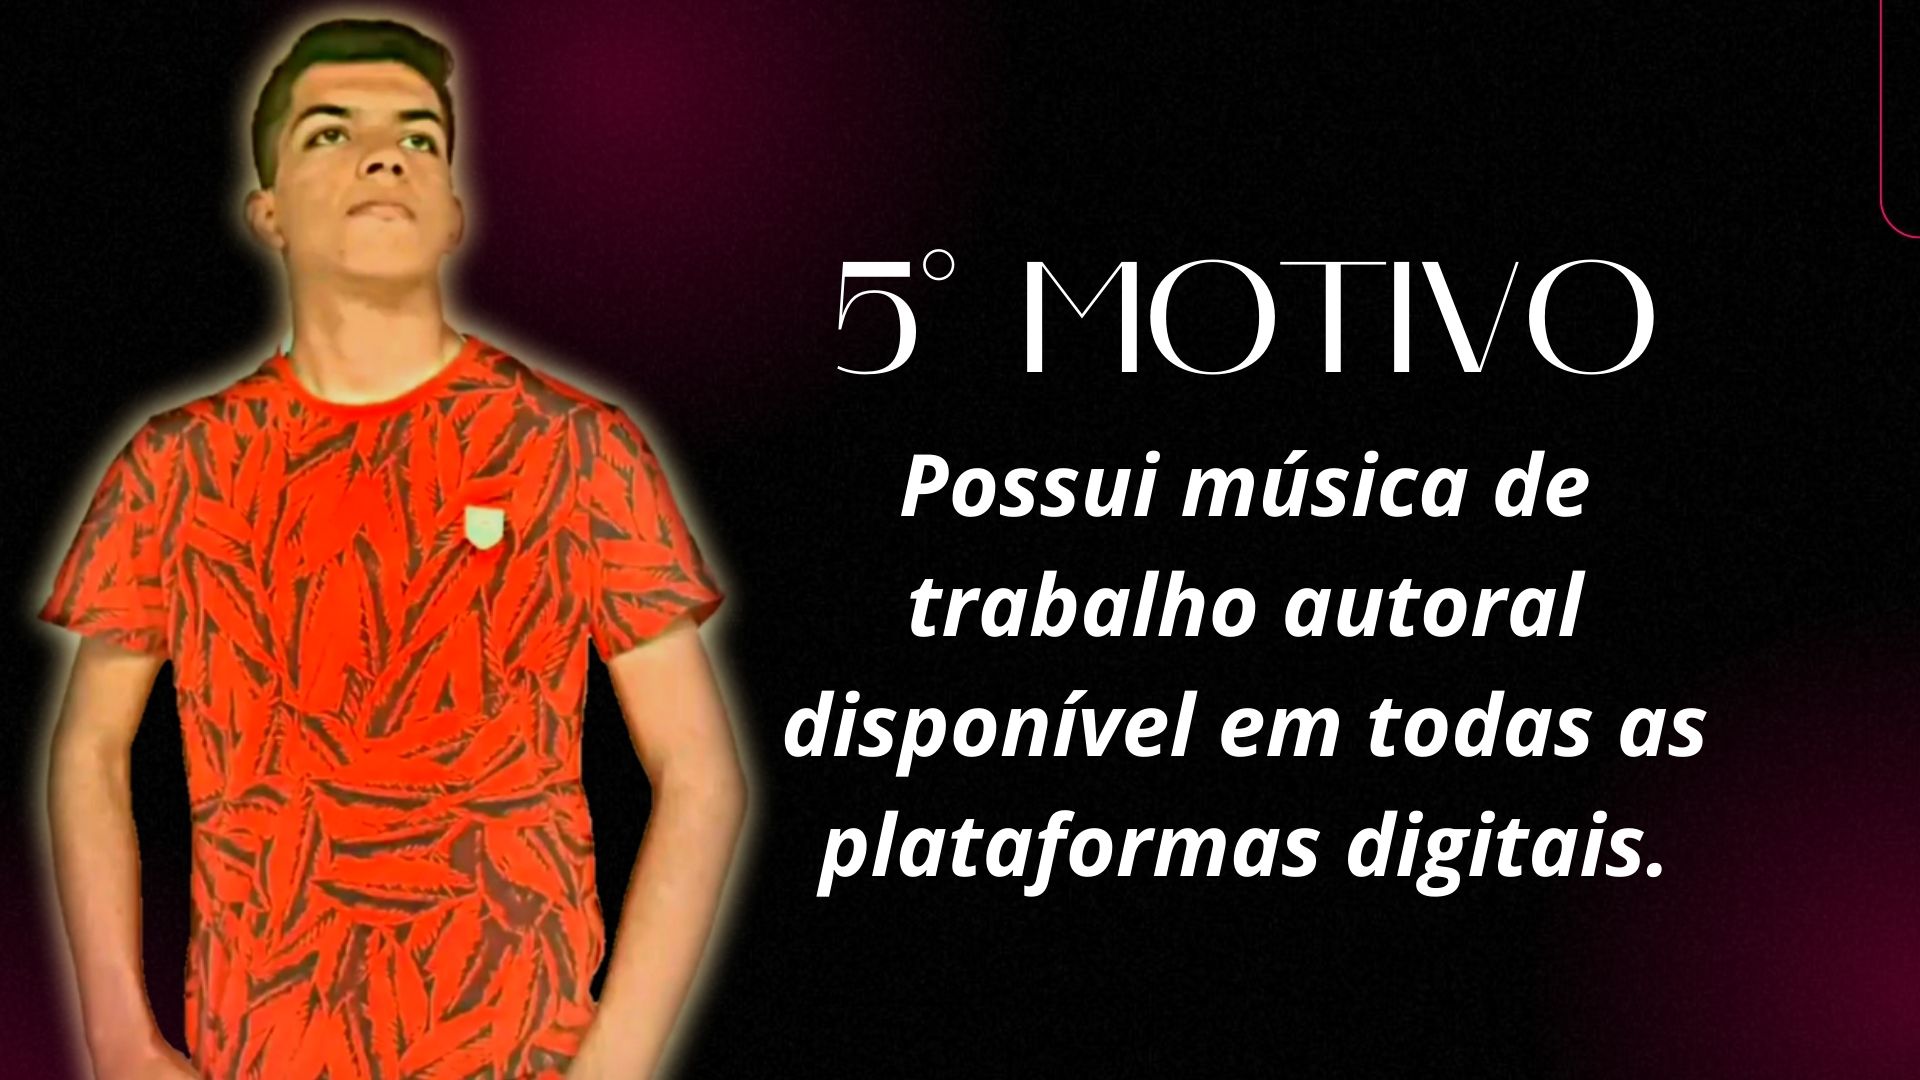 5° MOTIVO
Possui música de
trabalho autoral
disponível em todas as
plataformas digitais.